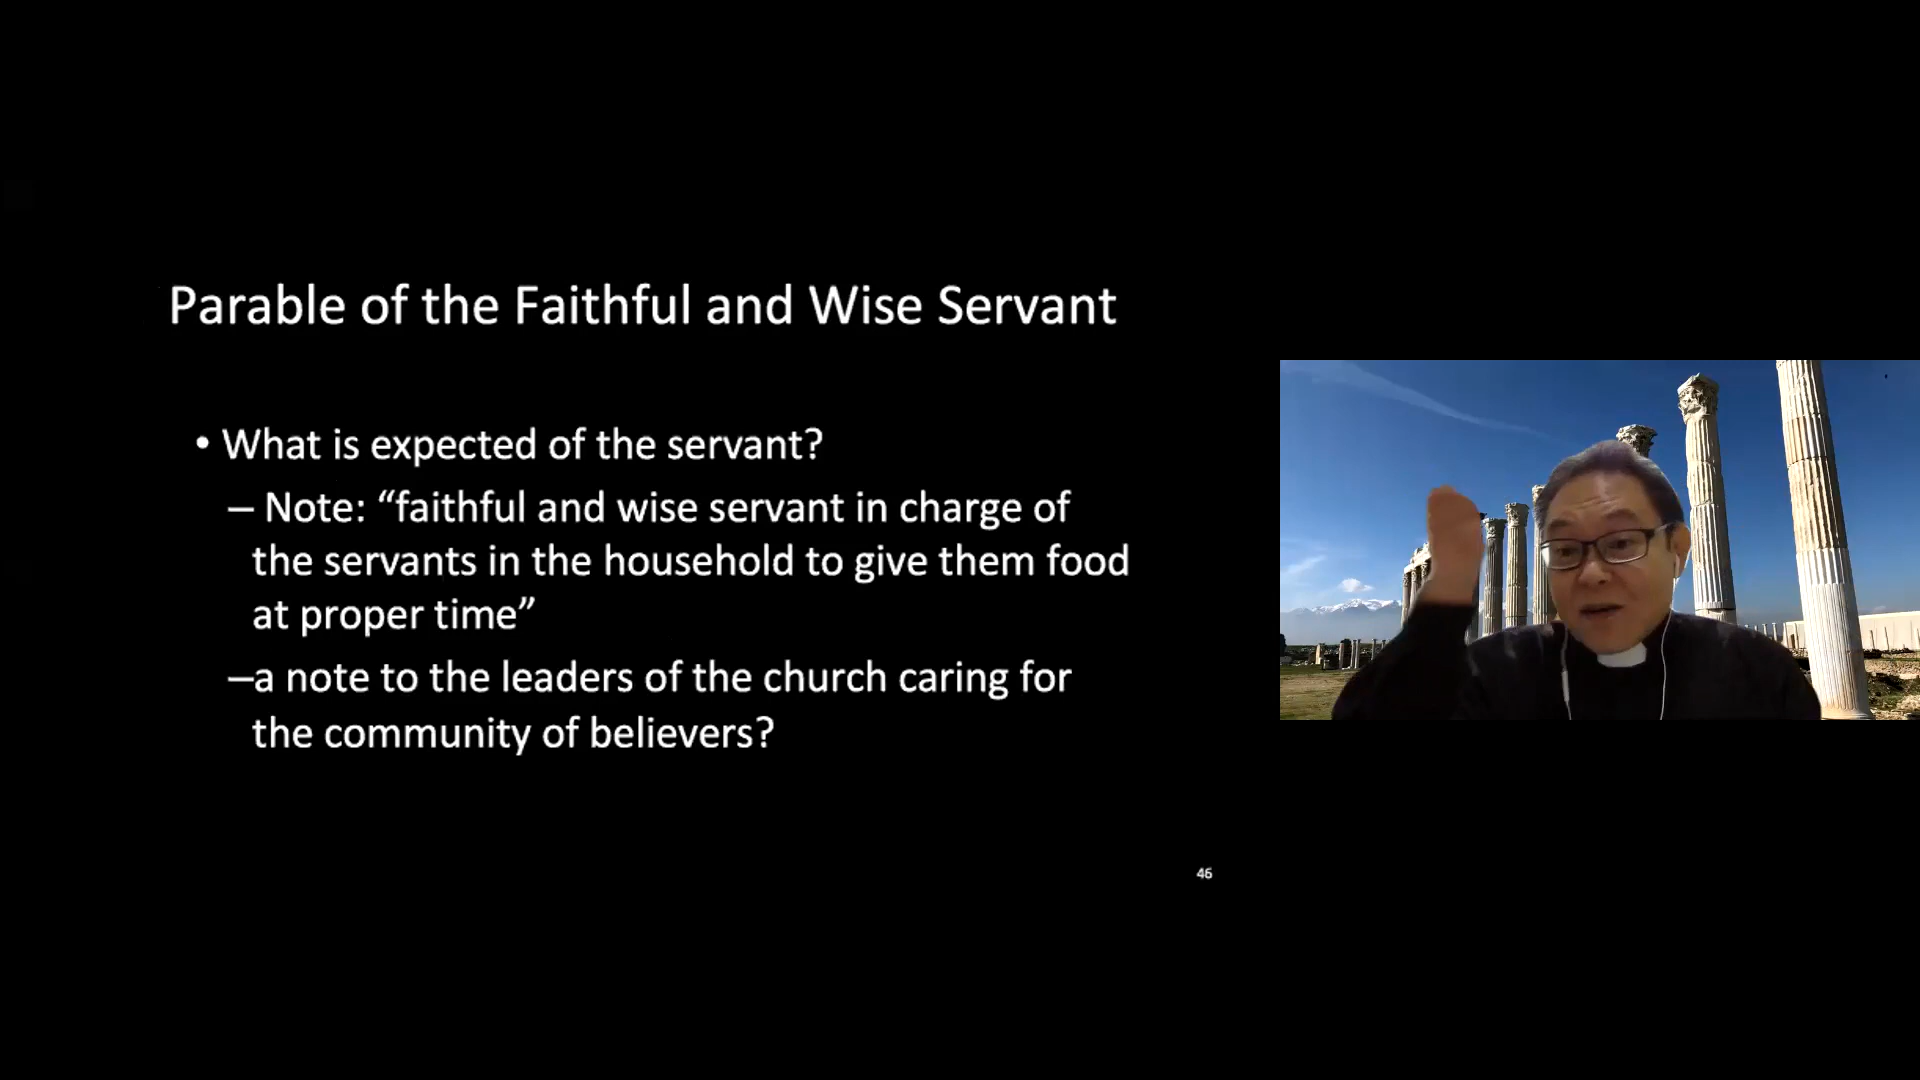 Parable of the Faithful and Wise Servant
• What is expected of the servant?
– Note: “faithful and wise servant in charge of
the servants in the household to give them food
at proper time”
–a note to the leaders of the church caring for
the community of believers?
46